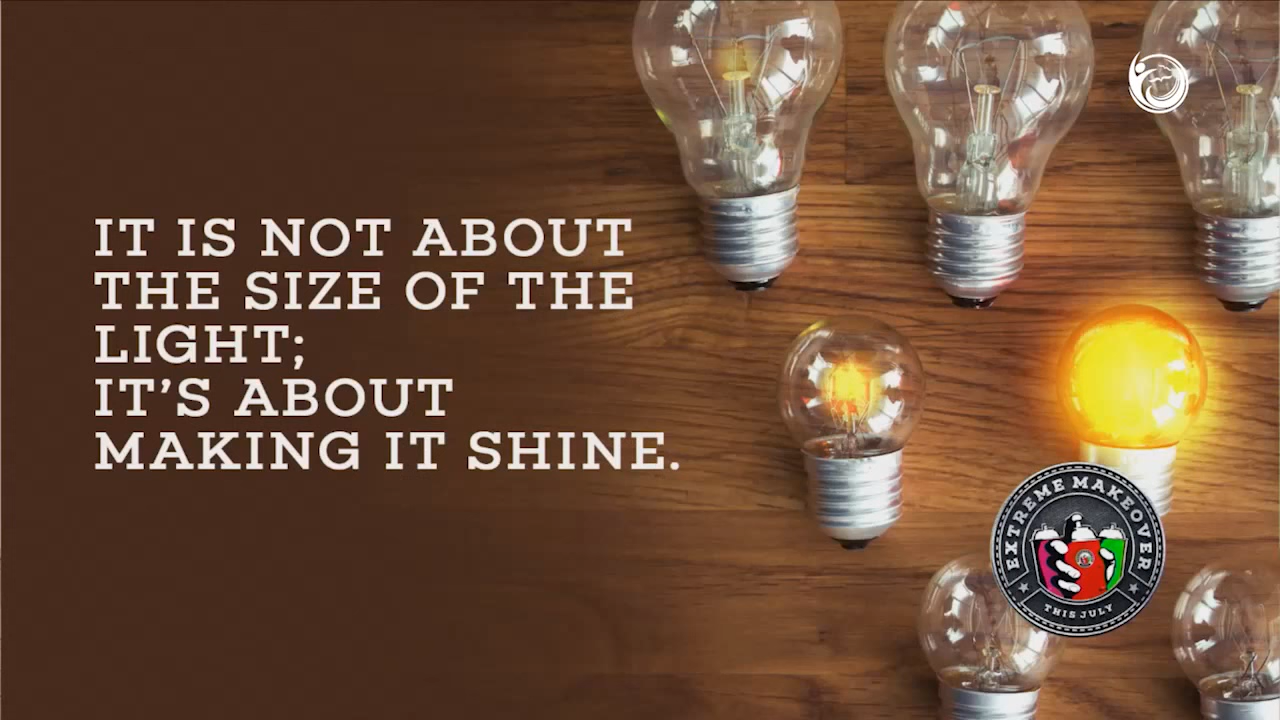 IT IS NOT ABOUT
THE SIZE OF THE
LIGHT;
IT’S ABOUT
MAKING IT SHINE.
EXTREME MAKEOVER
THIS JULY